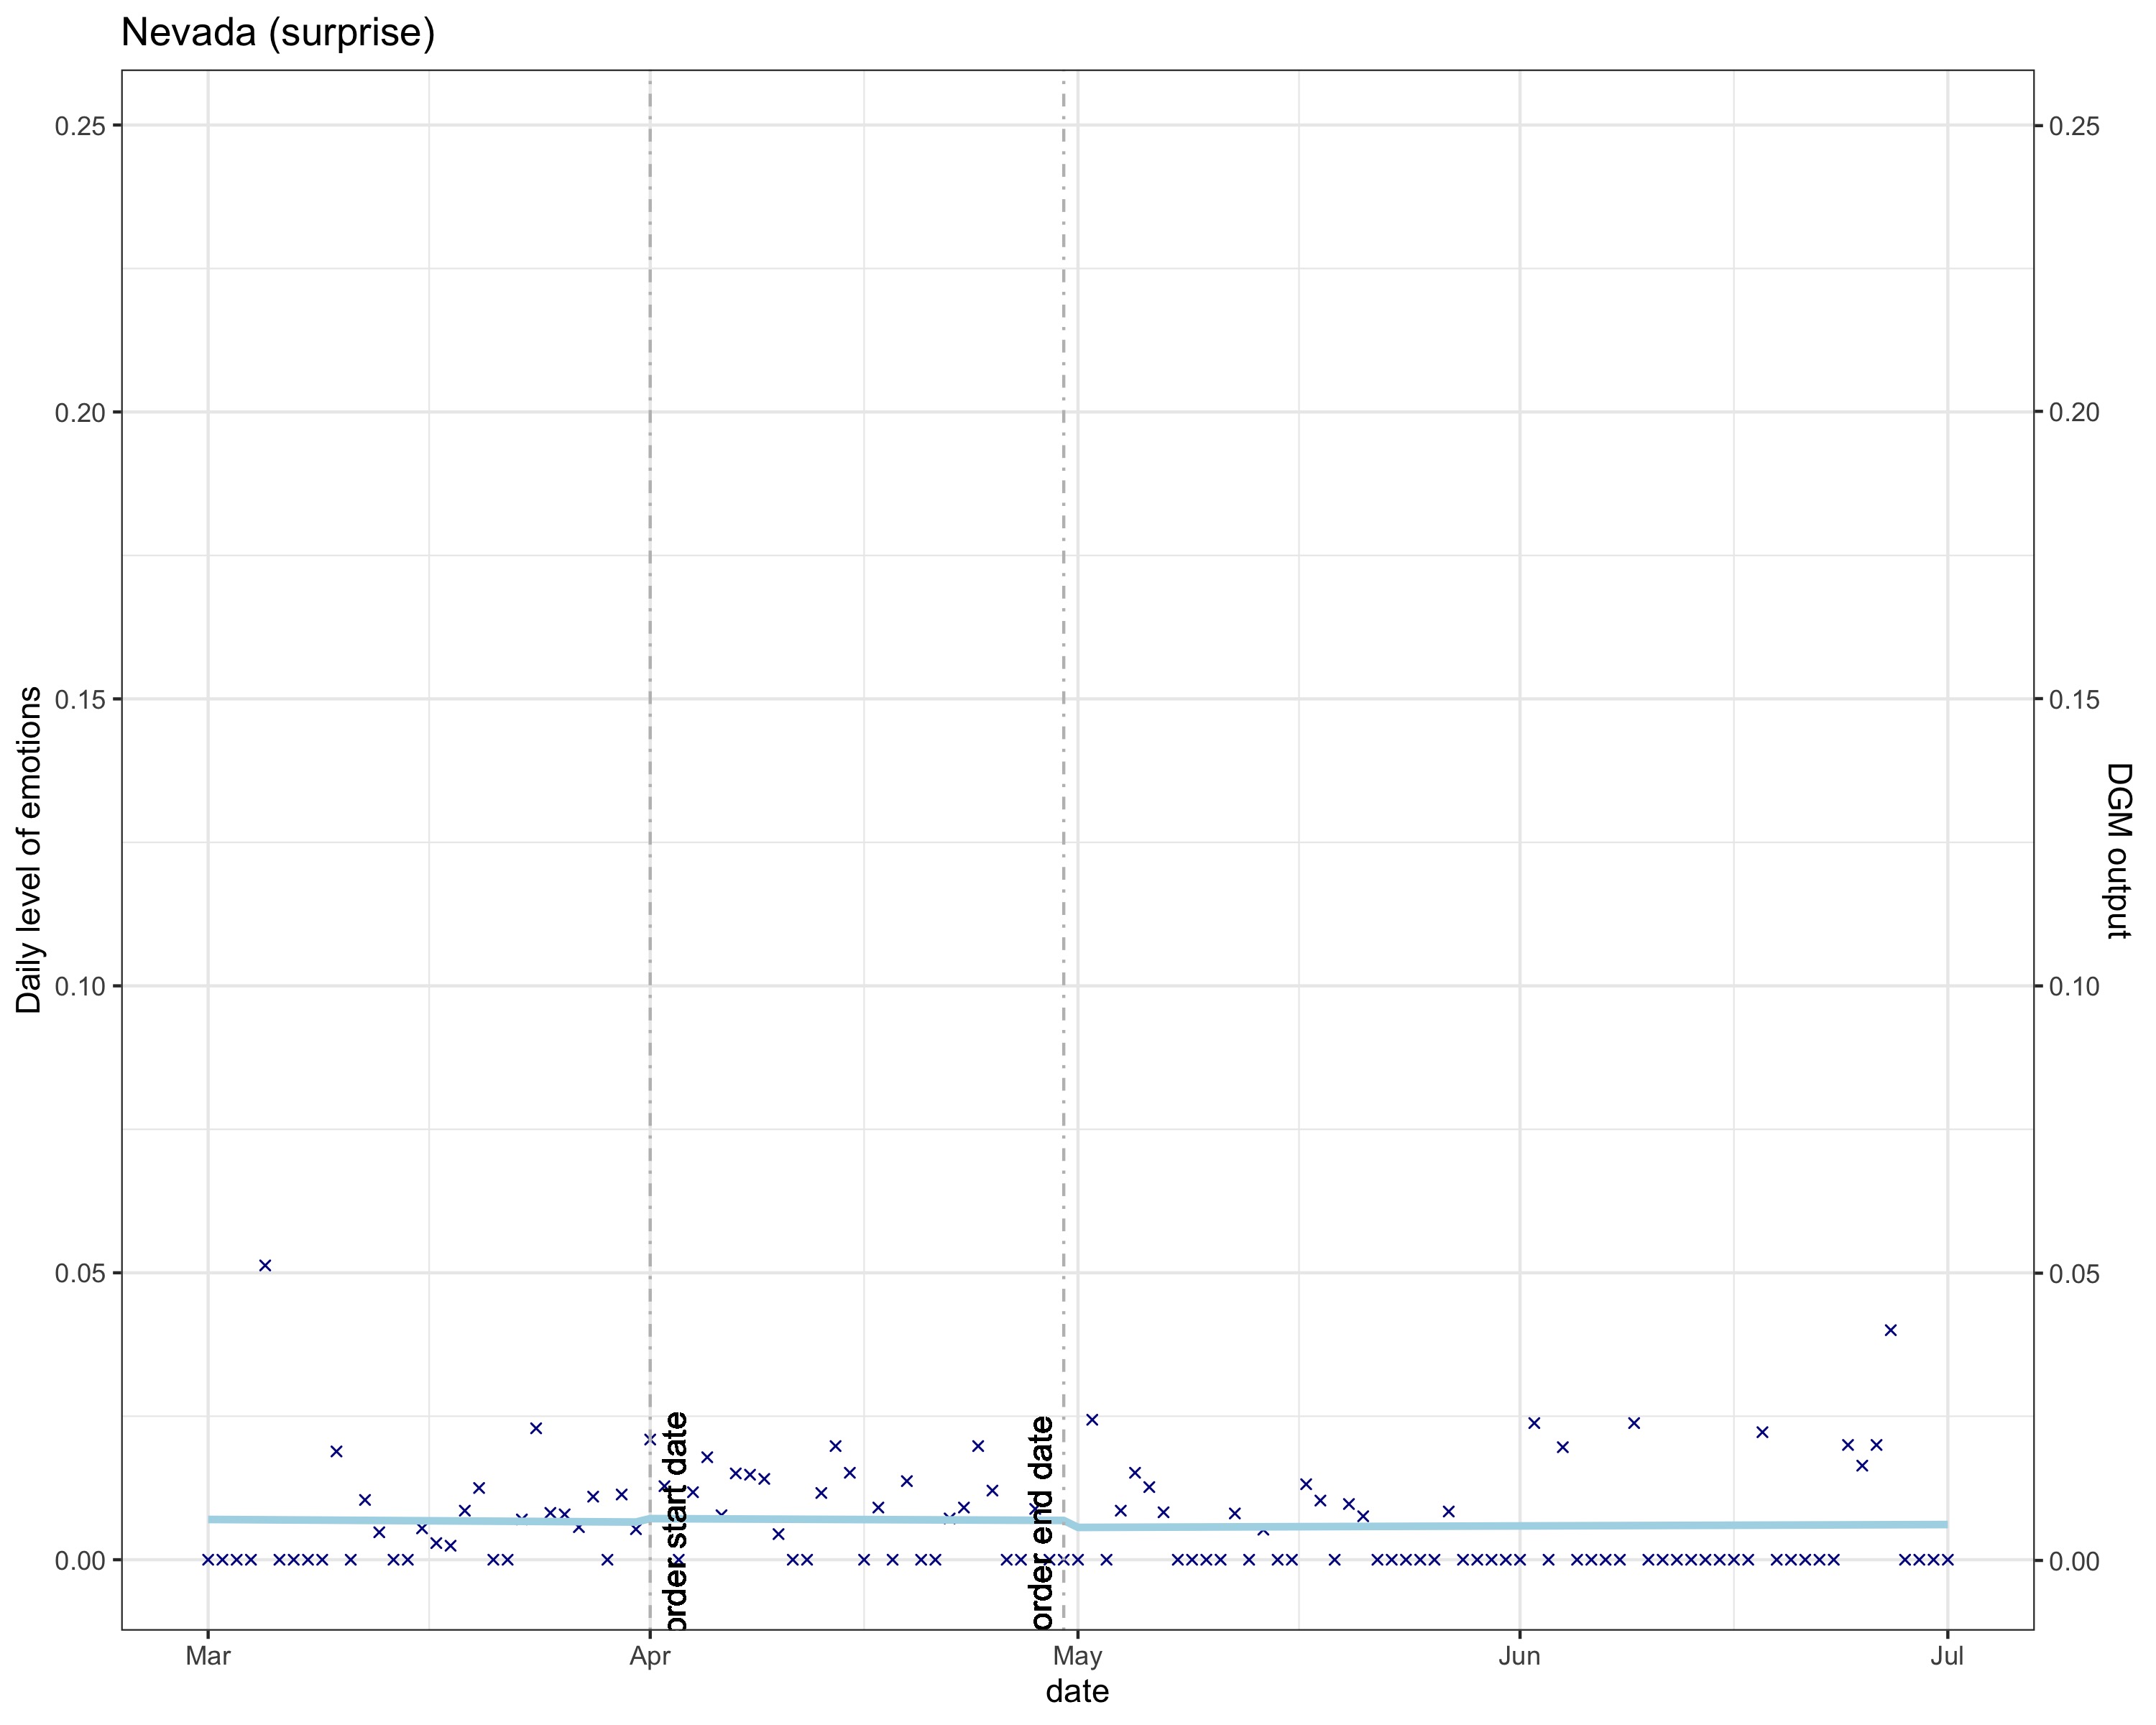 Nevada (surprise)
0.25
0.20
0.15
0.10
0.05
0.00
Daily level of emotions
order start date
order end date
0.25
0.20
0.15
0.10
0.05
0.00
DGM output
Mar
Apr
May
Jun
Jul
date